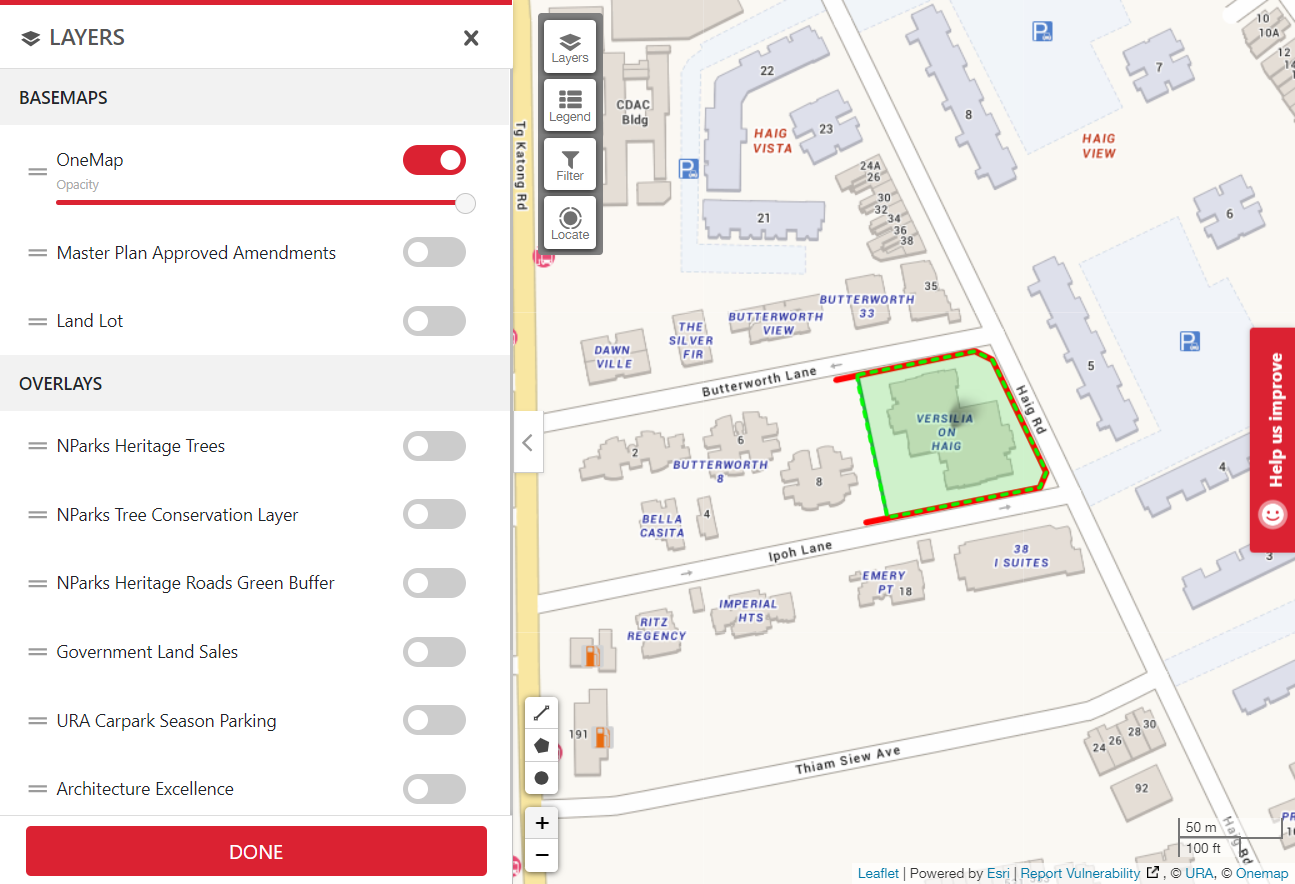 LAYERS
BASEMAPS
OneMap
Opacity
Master Plan Approved Amendments
Land Lot
OVERLAYS
NParks Heritage Trees
NParks Tree Conservation Layer
NParks Heritage Roads Green Buffer
Government Land Sales
URA Carpark Season Parking
Architecture Excellence
DONE
Layers
Legend
Filter
Locate
Tg Katong Rd
CDAC
Bldg
22
HAIG
VISTA
23
21
24A
26
30
32
34
36
38
8
HAIG
VIEW
7
10
10A
12
14
6
5
4
3
35
BUTTERWORTH
33
BUTTERWORTH
VIEW
THE
SILVER
FIR
DAWN
VILLE
Butterworth Lane
Haig Rd
VERSILIA
ON
HAIG
2
6
BUTTERWORTH
8
8
BELLA
CASITA
4
Ipoh Lane
38
I SUITES
EMERY
PT 18
IMPERIAL
HTS
RITZ
REGENCY
191
Thiam Siew Ave
24 26 28 30
92
Haig Rd
Help us improve
+
−
50 m
100 ft
Leaflet | Powered by Esri | Report Vulnerability , © URA, © Onemap